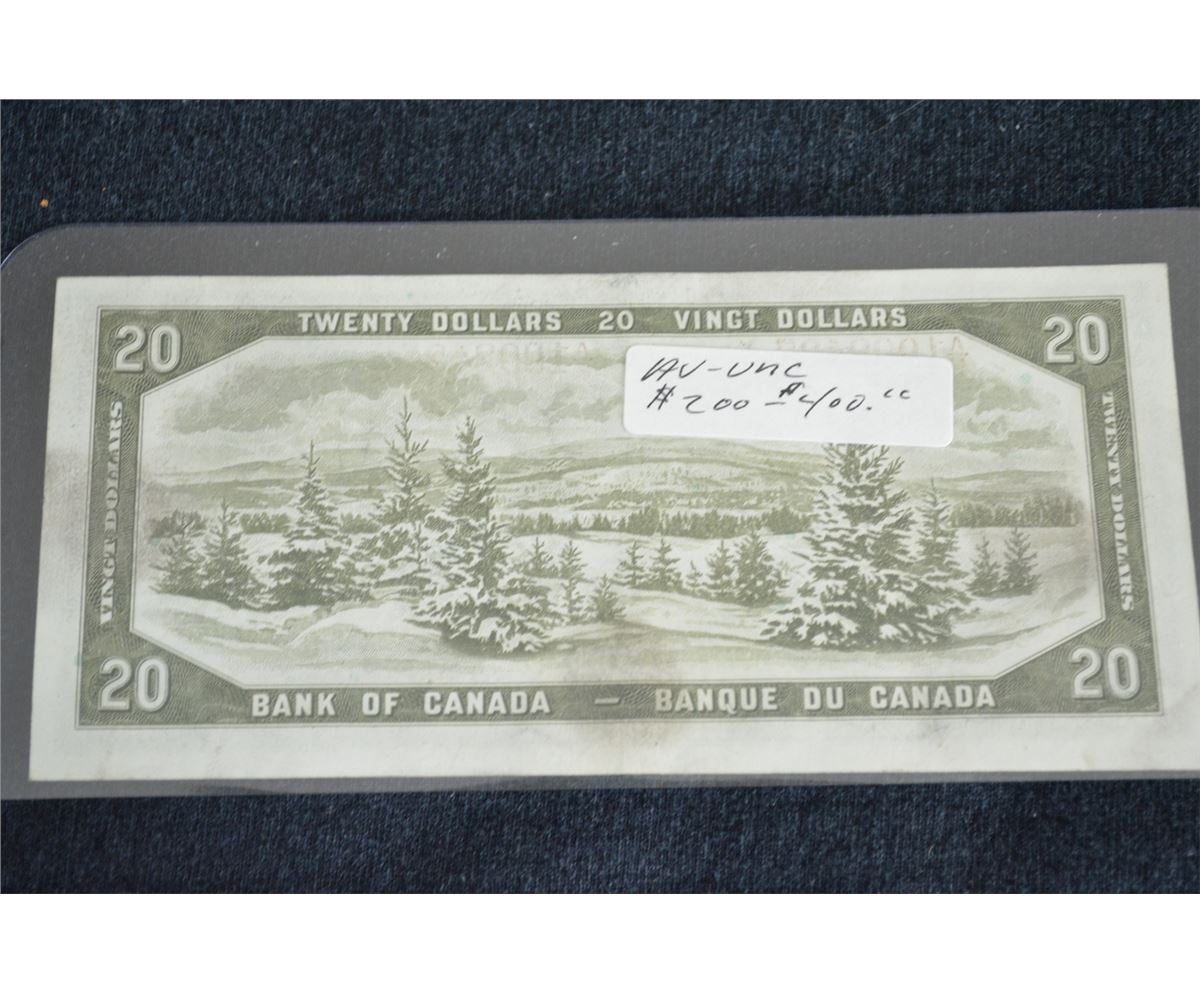 TWENTY DOLLARS 20 VINGT DOLLARS
20
20
AU-UNC
$200-$400.00
VINGT DOLLARS
TWENTY DOLLARS
20
20
BANK OF CANADA — BANQUE DU CANADA